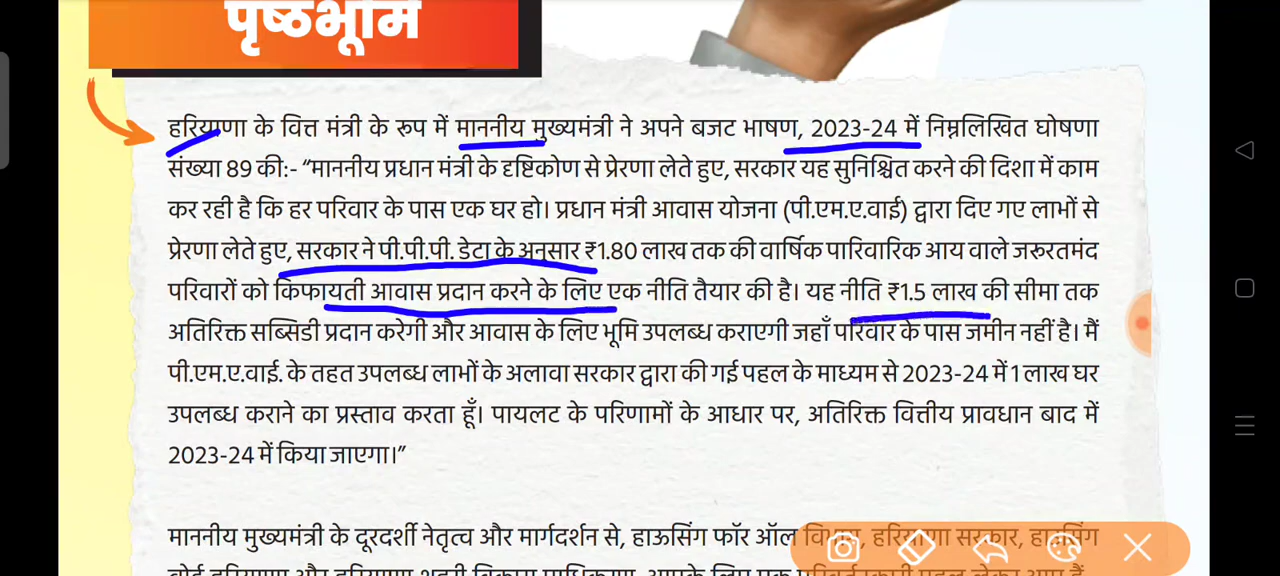 पृष्ठभूमि
हरियाणा के वित्त मंत्री के रूप में माननीय मुख्यमंत्री ने अपने बजट भाषण, 2023-24 में निम्नलिखित घोषणा
संख्या 89 की:- “माननीय प्रधान मंत्री के दृष्टिकोण से प्रेरणा लेते हुए, सरकार यह सुनिश्चित करने की दिशा में काम
कर रही है कि हर परिवार के पास एक घर हो। प्रधान मंत्री आवास योजना (पी.एम.ए.वाई) द्वारा दिए गए लाभों से
प्रेरणा लेते हुए, सरकार ने पी.पी.पी. डेटा के अनुसार ₹1.80 लाख तक की वार्षिक पारिवारिक आय वाले जरूरतमंद
परिवारों को किफायती आवास प्रदान करने के लिए एक नीति तैयार की है। यह नीति ₹1.5 लाख की सीमा तक
अतिरिक्त सब्सिडी प्रदान करेगी और आवास के लिए भूमि उपलब्ध कराएगी जहाँ परिवार के पास जमीन नहीं है। मैं
पी.एम.ए.वाई. के तहत उपलब्ध लाभों के अलावा सरकार द्वारा की गई पहल के माध्यम से 2023-24 में 1 लाख घर
उपलब्ध कराने का प्रस्ताव करता हूँ। पायलट के परिणामों के आधार पर, अतिरिक्त वित्तीय प्रावधान बाद में
2023-24 में किया जाएगा।”
माननीय मुख्यमंत्री के दूरदर्शी नेतृत्व और मार्गदर्शन से, हाऊसिंग फॉर ऑल विभाग, हरियाणा सरकार, हाऊसिंग